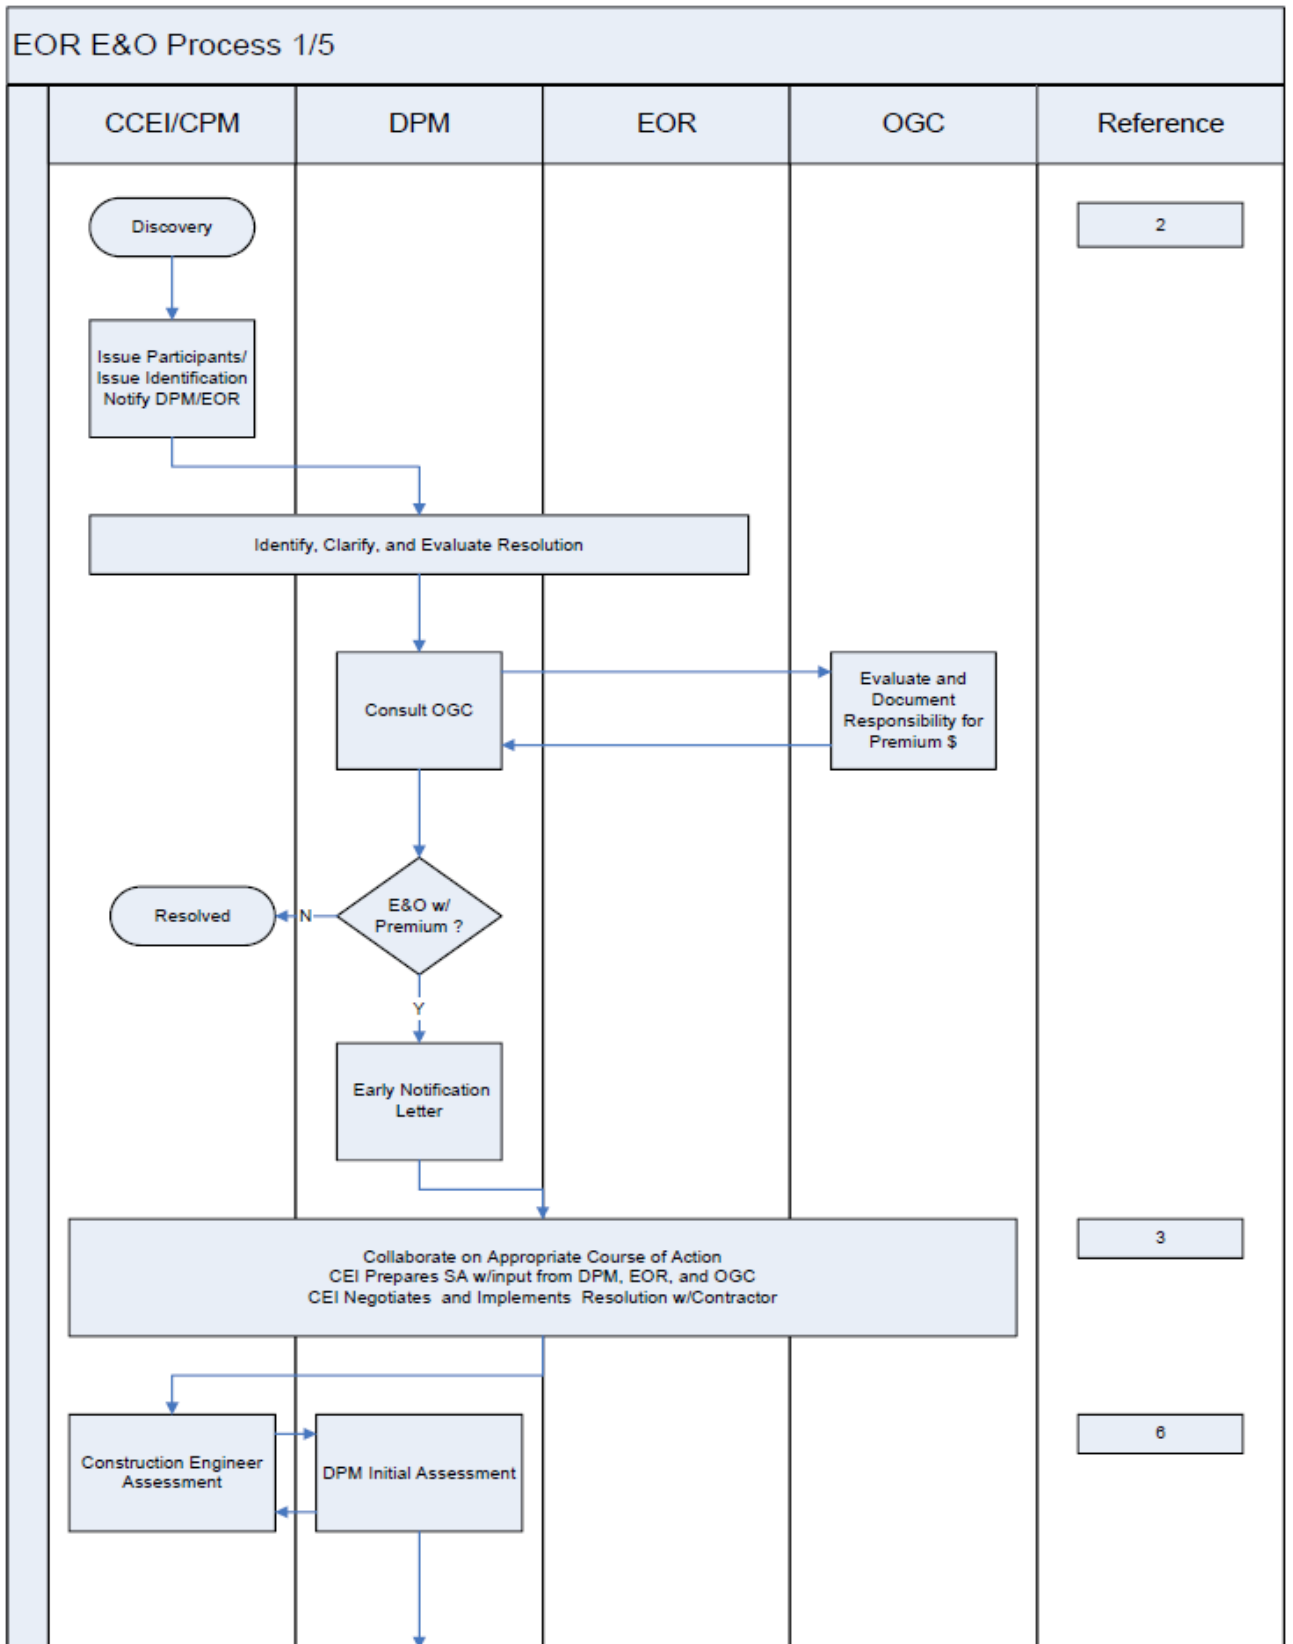 EOR E&O Process 1/5
CCEI/CPM
DPM
EOR
OGC
Reference
Discovery
2
Issue Participants/
Issue Identification
Notify DPM/EOR
Identify, Clarify, and Evaluate Resolution
Consult OGC
Evaluate and
Document
Responsibility for
Premium $
E&O w/
Premium ?
N
Resolved
Y
Early Notification
Letter
Collaborate on Appropriate Course of Action
CEI Prepares SA w/input from DPM, EOR, and OGC
CEI Negotiates and Implements Resolution w/Contractor
3
Construction Engineer
Assessment
DPM Initial Assessment
6